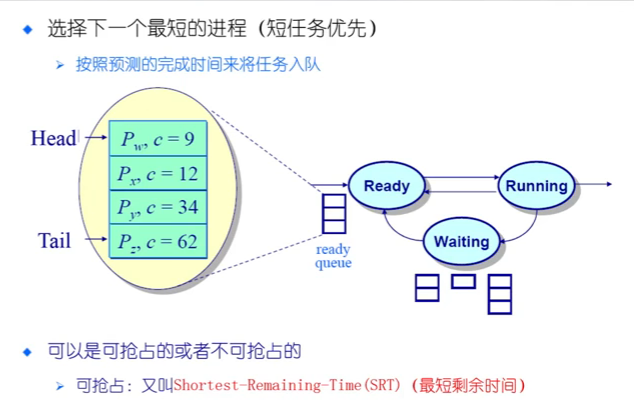 选择下一个最短的进程（短任务优先）
按照预测的完成时间来将任务入队
Head
Pw, c = 9
Px, c = 12
Py, c = 34
Tail
Pz, c = 62
ready
queue
Ready
Running
Waiting
可以是可抢占的或者不可抢占的
可抢占：又叫Shortest-Remaining-Time(SRT)（最短剩余时间）